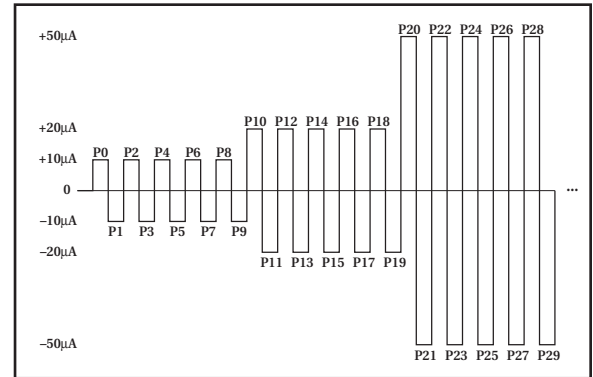 +50µA
P20 P22 P24 P26 P28
+20µA
P10 P12 P14 P16 P18
+10µA
P0 P2 P4 P6 P8
0
...
–10µA
P1 P3 P5 P7 P9
–20µA
P11 P13 P15 P17 P19
–50µA
P21 P23 P25 P27 P29